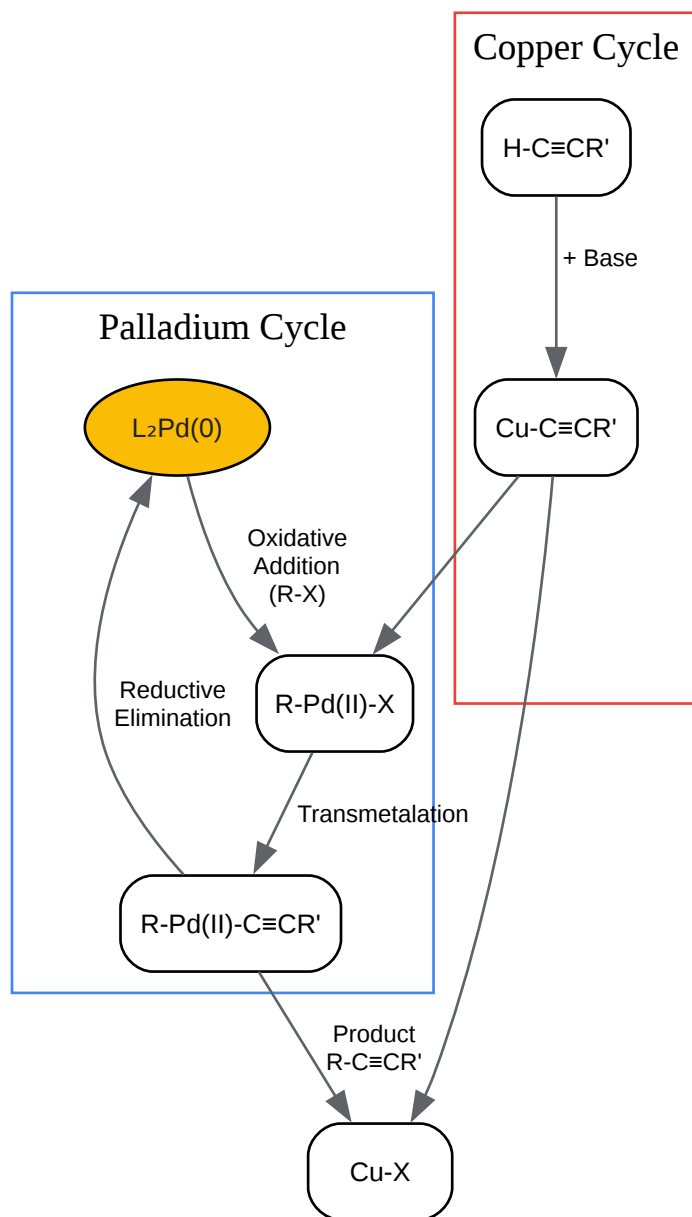 Copper Cycle
H-C≡CR'
+ Base
Palladium Cycle
L₂Pd(0)
Cu-C≡CR'
Oxidative
Addition
(R-X)
Reductive
Elimination
R-Pd(II)-X
Transmetalation
R-Pd(II)-C≡CR'
Product
R-C≡CR'
Cu-X